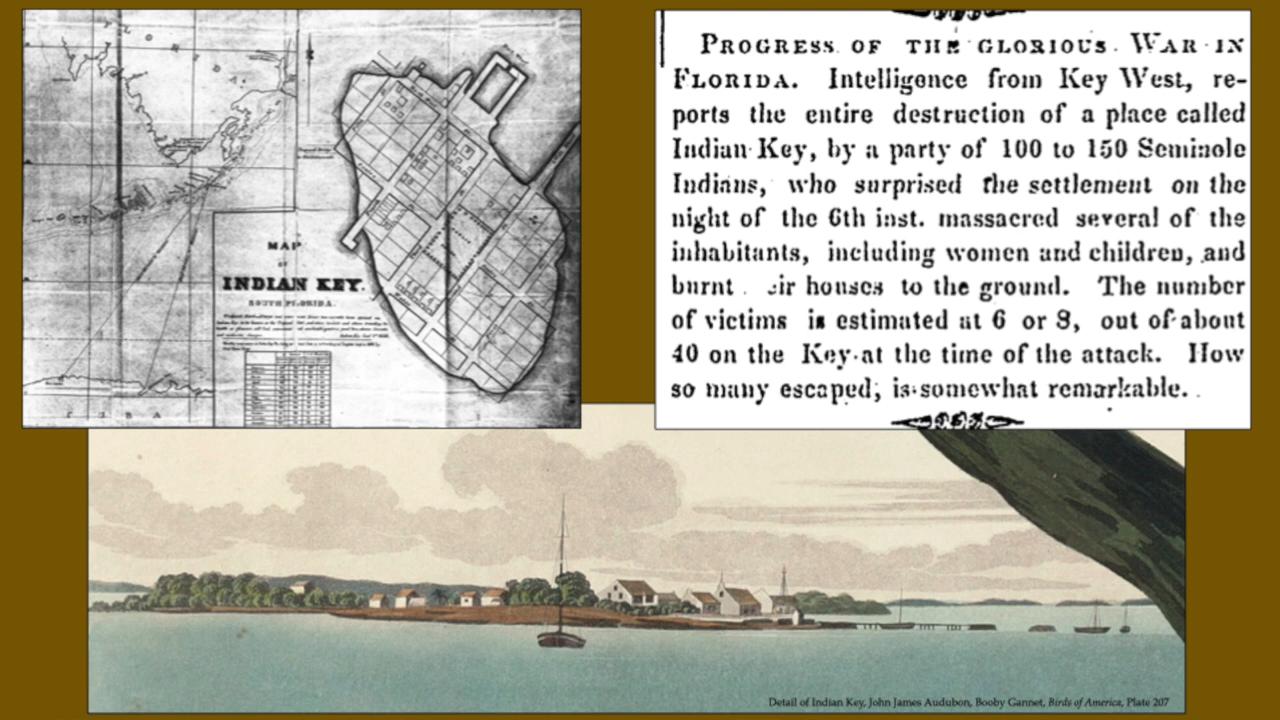 MAP
OF
INDIAN KEY.
SOUTH FLORIDA.
PROGRESS OF THE GLORIOUS WAR IN
FLORIDA. Intelligence from Key West, re-
ports the entire destruction of a place called
Indian Key, by a party of 100 to 150 Seminole
Indians, who surprised the settlement on the
night of the 6th inst. massacred several of the
inhabitants, including women and children, and
burnt eir houses to the ground. The number
of victims is estimated at 6 or 8, out of about
40 on the Key at the time of the attack. How
so many escaped, is somewhat remarkable.
Detail of Indian Key, John James Audubon, Booby Gannet, Birds of America, Plate 207